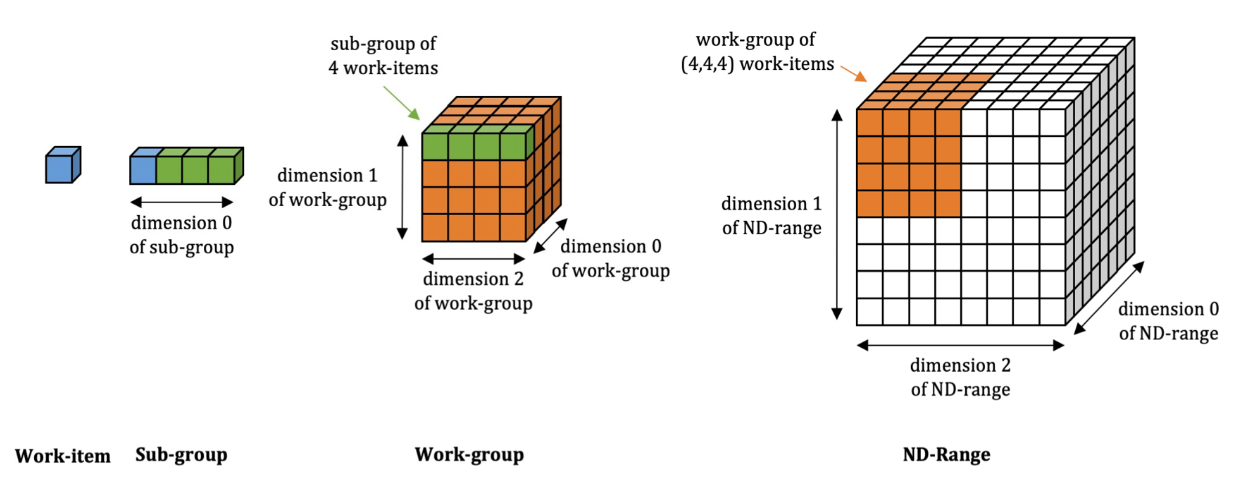 sub-group of
4 work-items
work-group of
(4,4,4) work-items
dimension 0
of sub-group
dimension 1
of work-group
dimension 2
of work-group
dimension 0
of work-group
dimension 1
of ND-range
dimension 2
of ND-range
dimension 0
of ND-range
Work-item
Sub-group
Work-group
ND-Range